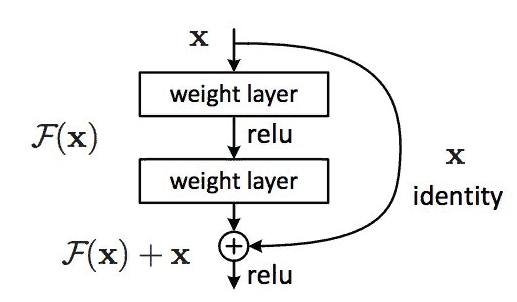 x
weight layer
relu
F(x)
x
weight layer
identity
F(x) + x
+
relu